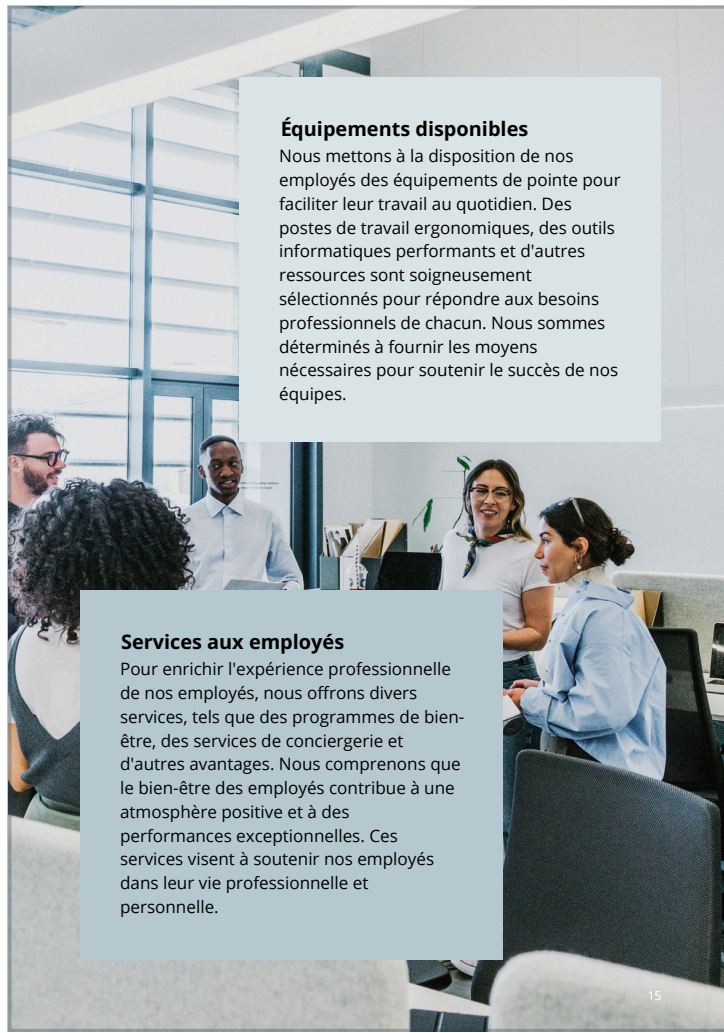 Équipements disponibles
Nous mettons à la disposition de nos
employés des équipements de pointe pour
faciliter leur travail au quotidien. Des
postes de travail ergonomiques, des outils
informatiques performants et d'autres
ressources sont soigneusement
sélectionnés pour répondre aux besoins
professionnels de chacun. Nous sommes
déterminés à fournir les moyens
nécessaires pour soutenir le succès de nos
équipes.
Services aux employés
Pour enrichir l'expérience professionnelle
de nos employés, nous offrons divers
services, tels que des programmes de bien-
être, des services de conciergerie et
d'autres avantages. Nous comprenons que
le bien-être des employés contribue à une
atmosphère positive et à des
performances exceptionnelles. Ces
services visent à soutenir nos employés
dans leur vie professionnelle et
personnelle.
15